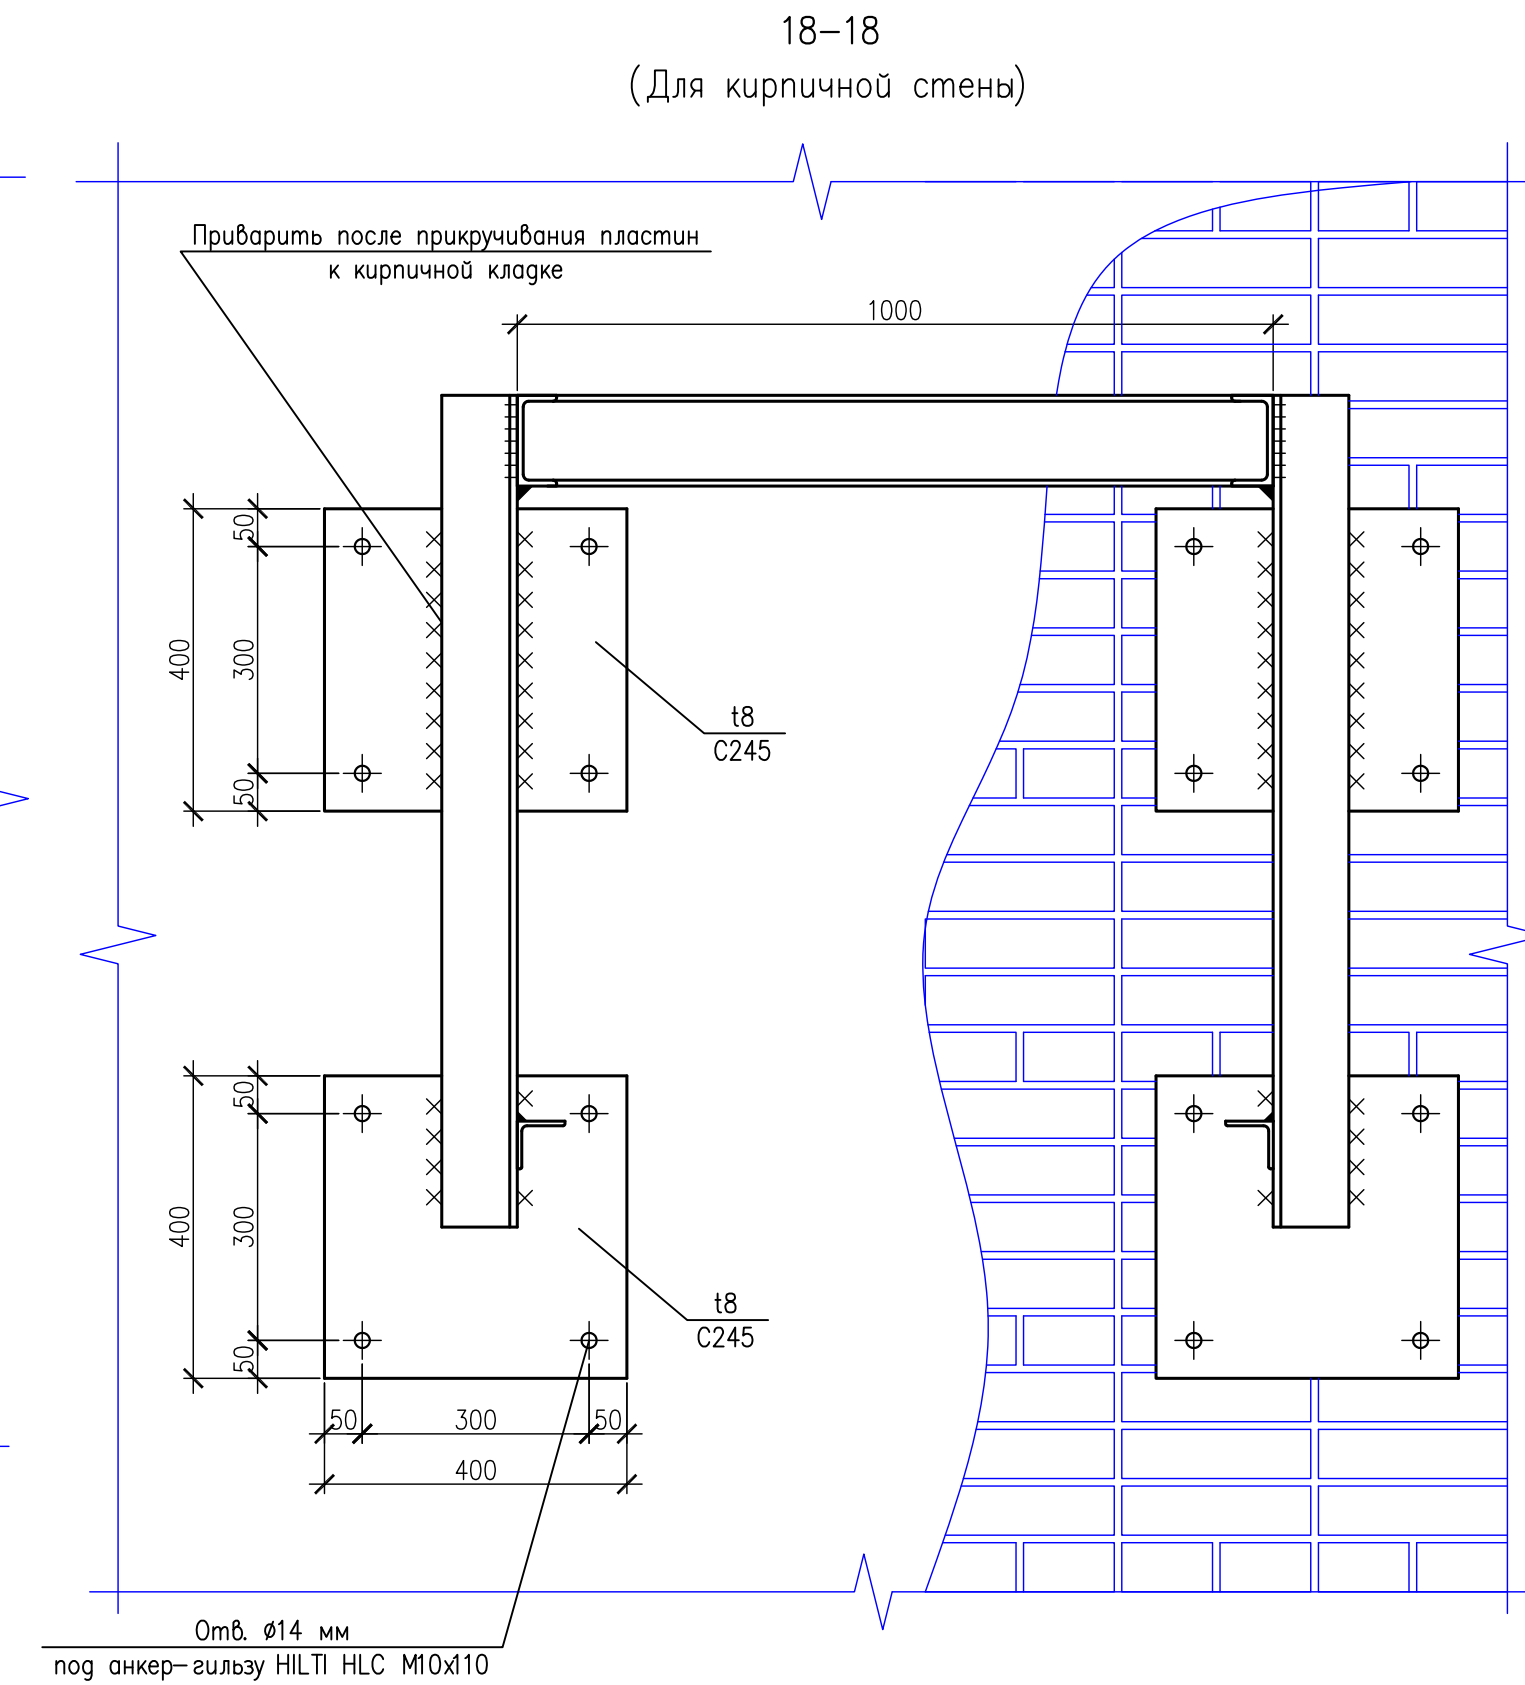 18-18
(Для кирпичной стены)
Приварить после прикручивания пластин
к кирпичной кладке
1000
50
400
300
50
t8
С245
50
400
300
50
t8
С245
50
300
50
400
Отв. ϕ14 мм
под анкер-гильзу HILTI HLC M10x110